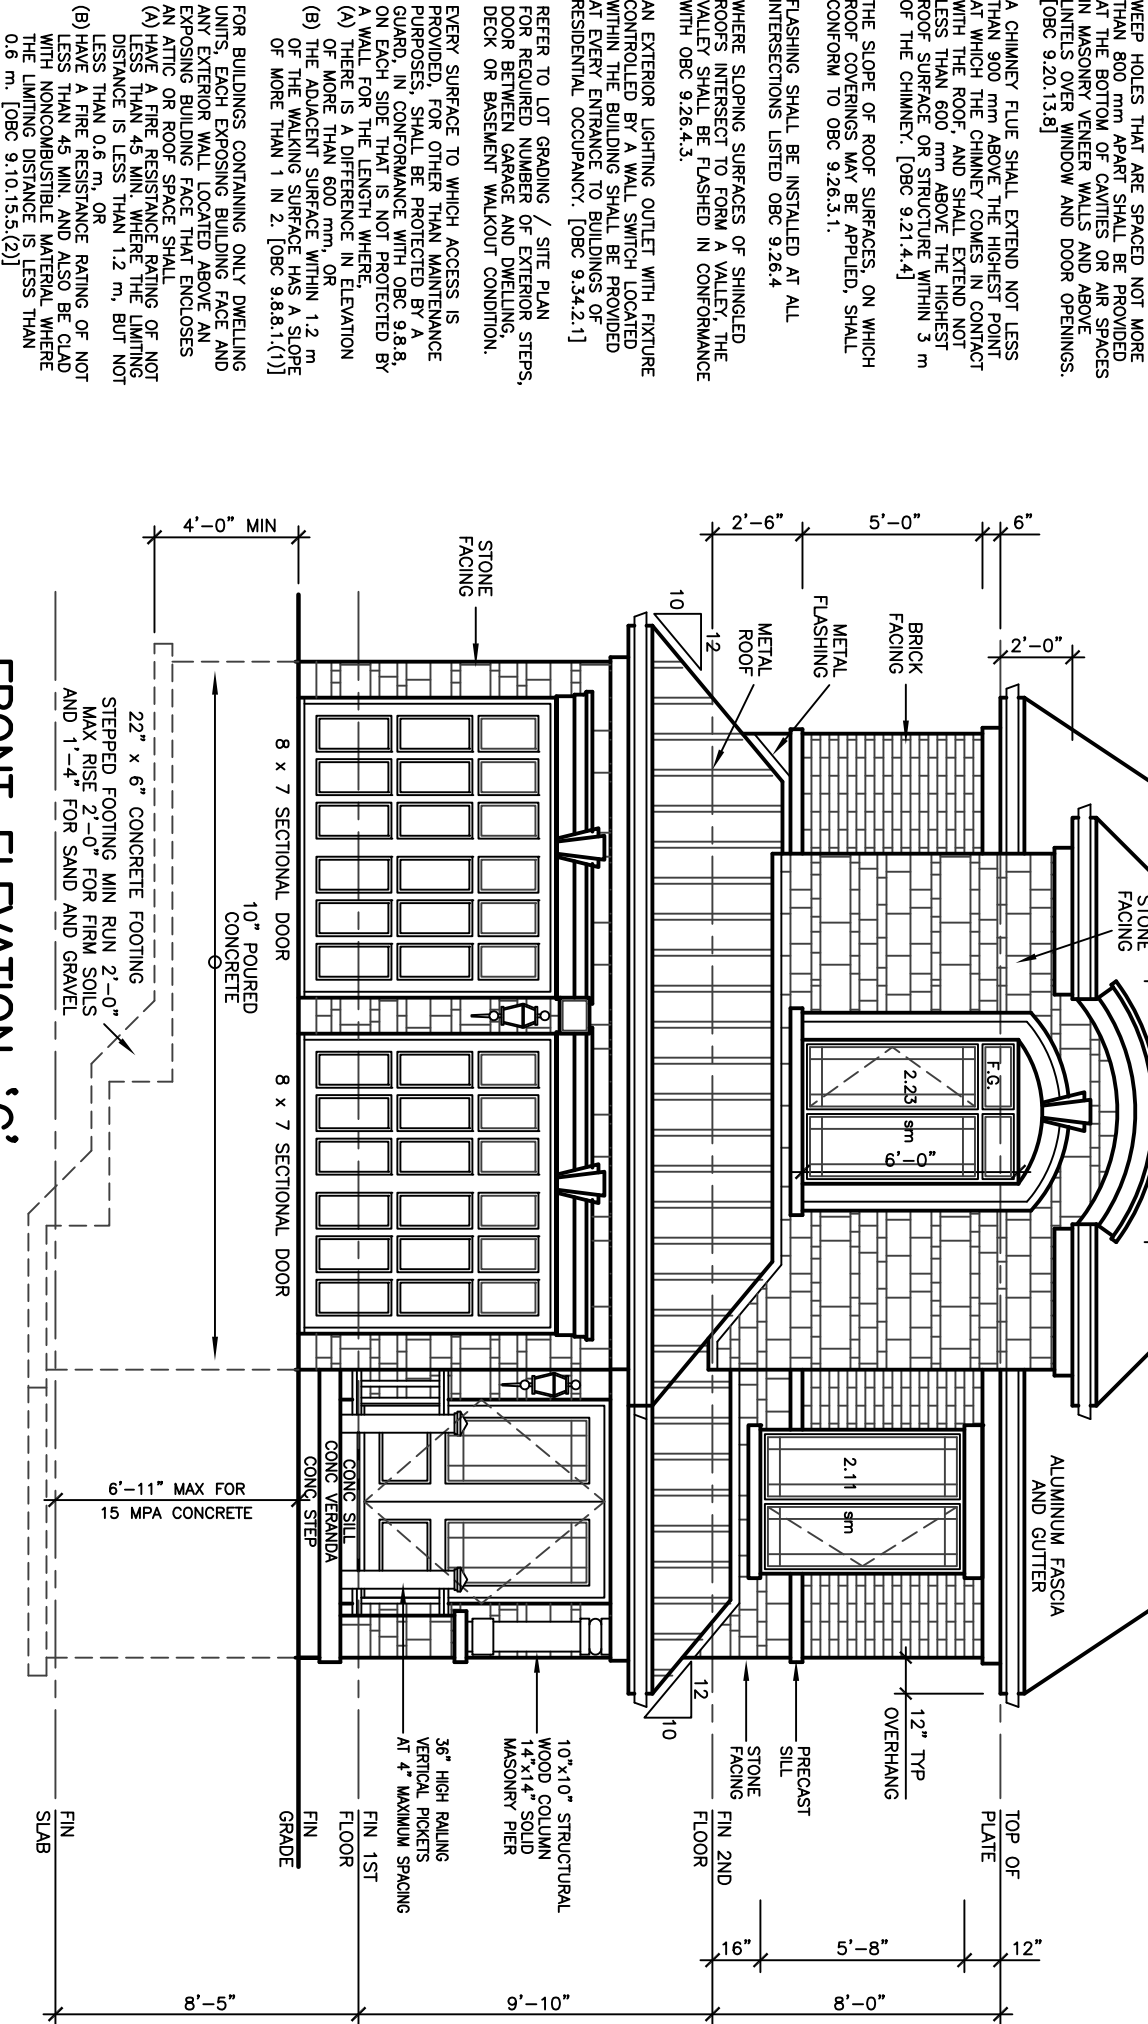 WEEP HOLES THAT ARE SPACED NOT MORE
THAN 800 mm APART SHALL BE PROVIDED
AT THE BOTTOM OF CAVITIES OR AIR SPACES
IN MASONRY VENEER WALLS AND ABOVE
LINTELS OVER WINDOW AND DOOR OPENINGS.
[OBC 9.20.13.8]
A CHIMNEY FLUE SHALL EXTEND NOT LESS
THAN 900 mm ABOVE THE HIGHEST POINT
AT WHICH THE CHIMNEY COMES IN CONTACT
WITH THE ROOF, AND SHALL EXTEND NOT
LESS THAN 600 mm ABOVE THE HIGHEST
ROOF SURFACE OR STRUCTURE WITHIN 3 m
OF THE CHIMNEY. [OBC 9.21.4.4]
THE SLOPE OF ROOF SURFACES, ON WHICH
ROOF COVERINGS MAY BE APPLIED, SHALL
CONFORM TO OBC 9.26.3.1.
FLASHING SHALL BE INSTALLED AT ALL
INTERSECTIONS LISTED OBC 9.26.4
WHERE SLOPING SURFACES OF SHINGLED
ROOFS INTERSECT TO FORM A VALLEY, THE
VALLEY SHALL BE FLASHED IN CONFORMANCE
WITH OBC 9.26.4.3.
AN EXTERIOR LIGHTING OUTLET WITH FIXTURE
CONTROLLED BY A WALL SWITCH LOCATED
WITHIN THE BUILDING SHALL BE PROVIDED
AT EVERY ENTRANCE TO BUILDINGS OF
RESIDENTIAL OCCUPANCY. [OBC 9.34.2.1]
REFER TO LOT GRADING / SITE PLAN
FOR REQUIRED NUMBER OF EXTERIOR STEPS,
DOOR BETWEEN GARAGE AND DWELLING,
DECK OR BASEMENT WALKOUT CONDITION.
EVERY SURFACE TO WHICH ACCESS IS
PROVIDED, FOR OTHER THAN MAINTENANCE
PURPOSES, SHALL BE PROTECTED BY A
GUARD, IN CONFORMANCE WITH OBC 9.8.8,
ON EACH SIDE THAT IS NOT PROTECTED BY
A WALL FOR THE LENGTH WHERE,
(A) THERE IS A DIFFERENCE IN ELEVATION
OF MORE THAN 600 mm, OR
(B) THE ADJACENT SURFACE WITHIN 1.2 m
OF THE WALKING SURFACE HAS A SLOPE
OF MORE THAN 1 IN 2. [OBC 9.8.8.1.(1)]
FOR BUILDINGS CONTAINING ONLY DWELLING
UNITS, EACH EXPOSING BUILDING FACE AND
ANY EXTERIOR WALL LOCATED ABOVE AN
EXPOSING BUILDING FACE THAT ENCLOSES
AN ATTIC OR ROOF SPACE SHALL
(A) HAVE A FIRE RESISTANCE RATING OF NOT
LESS THAN 45 MIN. WHERE THE LIMITING
DISTANCE IS LESS THAN 1.2 m, BUT NOT
LESS THAN 0.6 m, OR
(B) HAVE A FIRE RESISTANCE RATING OF NOT
LESS THAN 45 MIN. AND ALSO BE CLAD
WITH NONCOMBUSTIBLE MATERIAL WHERE
THE LIMITING DISTANCE IS LESS THAN
0.6 m. [OBC 9.10.15.5.(2)]
6"
5'-0"
2'-6"
4'-0" MIN
2'-0"
STONE
FACING
BRICK
FACING
METAL
FLASHING
METAL
ROOF
12
10
STONE
FACING
F.G.
2.23 sm
6'-0"
ALUMINUM FASCIA
AND GUTTER
2.11 sm
12" TYP
OVERHANG
PRECAST
SILL
STONE
FACING
12
10
10"x10" STRUCTURAL
WOOD COLUMN
14"x14" SOLID
MASONRY PIER
36" HIGH RAILING
VERTICAL PICKETS
AT 4" MAXIMUM SPACING
TOP OF
PLATE
FIN 2ND
FLOOR
FIN 1ST
FLOOR
FIN
GRADE
FIN
SLAB
12"
5'-8"
16"
8'-0"
9'-10"
8'-5"
8 x 7 SECTIONAL DOOR
8 x 7 SECTIONAL DOOR
CONC SILL
CONC VERANDA
CONC STEP
10" POURED
CONCRETE
22" x 6" CONCRETE FOOTING
STEPPED FOOTING MIN RUN 2'-0"
MAX RISE 2'-0" FOR FIRM SOILS
AND 1'-4" FOR SAND AND GRAVEL
6'-11" MAX FOR
15 MPA CONCRETE
FRONT ELEVATION 'C'